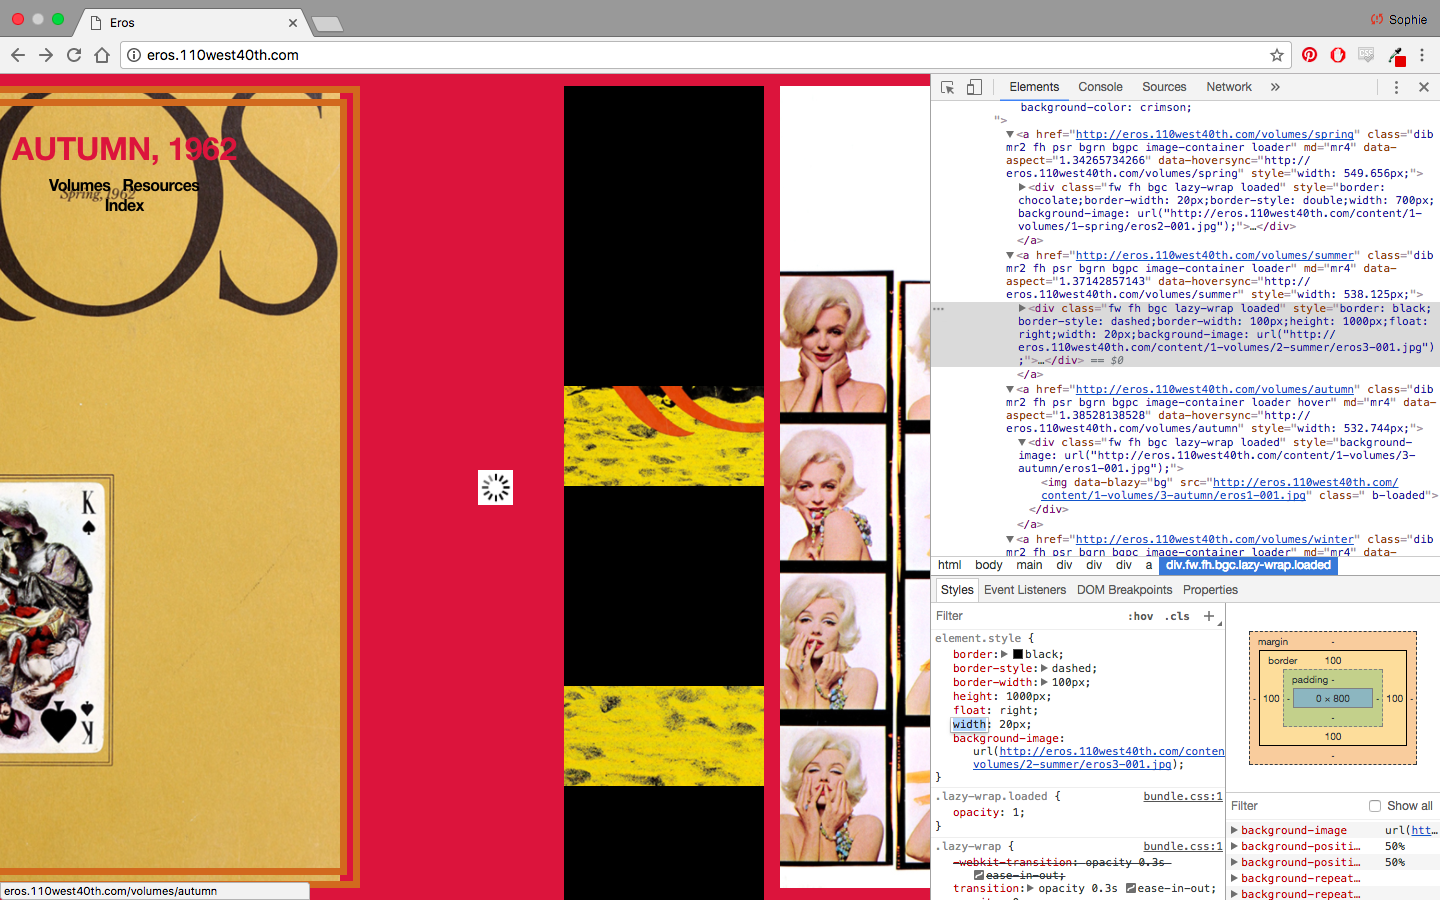 Eros
Sophie
eros.110west40th.com
Elements Console Sources Network »
background-color: crimson;
">
▼<a href="http://eros.110west40th.com/volumes/spring" class="dib
mr2 fh psr bgrn bgpc image-container loader" md="mr4" data-
aspect="1.34265734266" data-hoversync="http://
eros.110west40th.com/volumes/spring" style="width: 549.656px;">
▶<div class="fw fh bgc lazy-wrap loaded" style="border:
chocolate;border-width: 20px;border-style: double;width: 700px;
background-image: url("http://eros.110west40th.com/content/1-
volumes/1-spring/eros2-001.jpg");">…</div>
</a>
▼<a href="http://eros.110west40th.com/volumes/summer" class="dib
mr2 fh psr bgrn bgpc image-container loader" md="mr4" data-
aspect="1.37142857143" data-hoversync="http://
eros.110west40th.com/volumes/summer" style="width: 538.125px;">
▶<div class="fw fh bgc lazy-wrap loaded" style="border: black;
border-style: dashed;border-width: 100px;height: 1000px;float:
right;width: 20px;background-image: url("http://
eros.110west40th.com/content/1-volumes/2-summer/eros3-001.jpg")
;">…</div> == $0
</a>
▼<a href="http://eros.110west40th.com/volumes/autumn" class="dib
mr2 fh psr bgrn bgpc image-container loader hover" md="mr4" data-
aspect="1.38528138528" data-hoversync="http://
eros.110west40th.com/volumes/autumn" style="width: 532.744px;">
▼<div class="fw fh bgc lazy-wrap loaded" style="background-
image: url("http://eros.110west40th.com/content/1-volumes/3-
autumn/eros1-001.jpg");">
<img data-blazy="bg" src="http://eros.110west40th.com/
content/1-volumes/3-autumn/eros1-001.jpg" class=" b-loaded">
</div>
</a>
▼<a href="http://eros.110west40th.com/volumes/winter" class="dib
mr2 fh psr bgrn bgpc image-container loader" md="mr4" data-
html body main div div div a div.fw.fh.bgc.lazy-wrap.loaded
Styles Event Listeners DOM Breakpoints Properties
Filter :hov .cls +
element.style {
border:▶black;
border-style:▶dashed;
border-width:▶100px;
height: 1000px;
float: right;
width: 20px;
background-image:
url(http://eros.110west40th.com/conten
volumes/2-summer/eros3-001.jpg);
}
.lazy-wrap.loaded { bundle.css:1
opacity: 1;
}
.lazy-wrap { bundle.css:1
-webkit-transition: opacity 0.3s
ease-in-out;
transition:▶opacity 0.3s ease-in-out;
margin -
border 100
padding -
- 100 - 0 × 800 - 100 -
-
100
-
Filter Show all
▶background-image url(htt…
▶background-positi… 50%
▶background-positi… 50%
▶background-repeat…
▶background-repeat…
OS
AUTUMN, 1962
Volumes Resources
Spring, 1962
Index
K
K
eros.110west40th.com/volumes/autumn